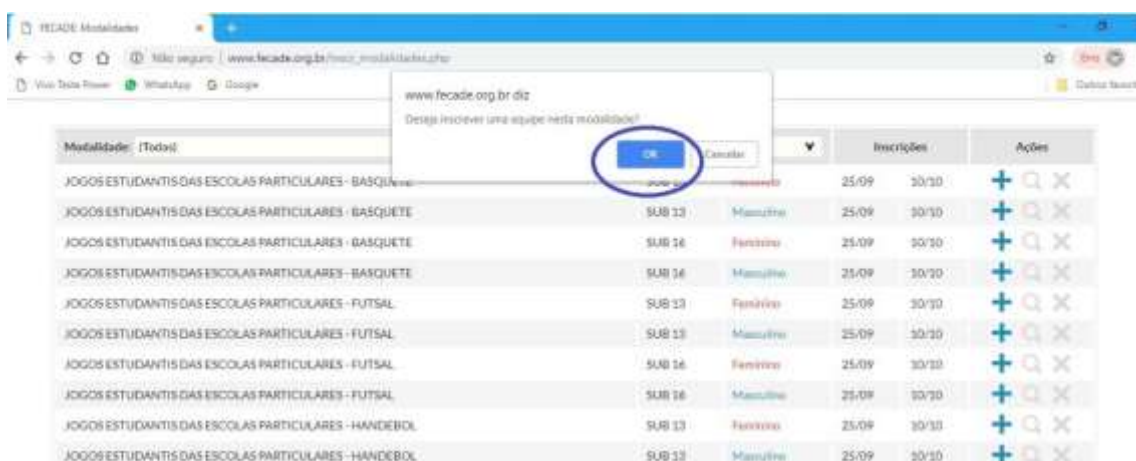 FECADE Modalidades
Não seguro | www.fecade.org.br/
Vivo Teste Power WhatsApp Google
www.fecade.org.br diz
Deseja inscrever uma equipe nesta modalidade?
OK Cancelar
Modalidade: (Todas) Inscrições Ações
JOGOS ESTUDANTIS DAS ESCOLAS PARTICULARES - BASQUETE 25/09 10/10
JOGOS ESTUDANTIS DAS ESCOLAS PARTICULARES - BASQUETE SUB 13 Masculino 25/09 10/10
JOGOS ESTUDANTIS DAS ESCOLAS PARTICULARES - BASQUETE SUB 16 Feminino 25/09 10/10
JOGOS ESTUDANTIS DAS ESCOLAS PARTICULARES - BASQUETE SUB 16 Masculino 25/09 10/10
JOGOS ESTUDANTIS DAS ESCOLAS PARTICULARES - FUTSAL SUB 13 Feminino 25/09 10/10
JOGOS ESTUDANTIS DAS ESCOLAS PARTICULARES - FUTSAL SUB 13 Masculino 25/09 10/10
JOGOS ESTUDANTIS DAS ESCOLAS PARTICULARES - FUTSAL SUB 16 Feminino 25/09 10/10
JOGOS ESTUDANTIS DAS ESCOLAS PARTICULARES - FUTSAL SUB 16 Masculino 25/09 10/10
JOGOS ESTUDANTIS DAS ESCOLAS PARTICULARES - HANDEBOL SUB 13 Feminino 25/09 10/10
JOGOS ESTUDANTIS DAS ESCOLAS PARTICULARES - HANDEBOL SUB 13 Masculino 25/09 10/10